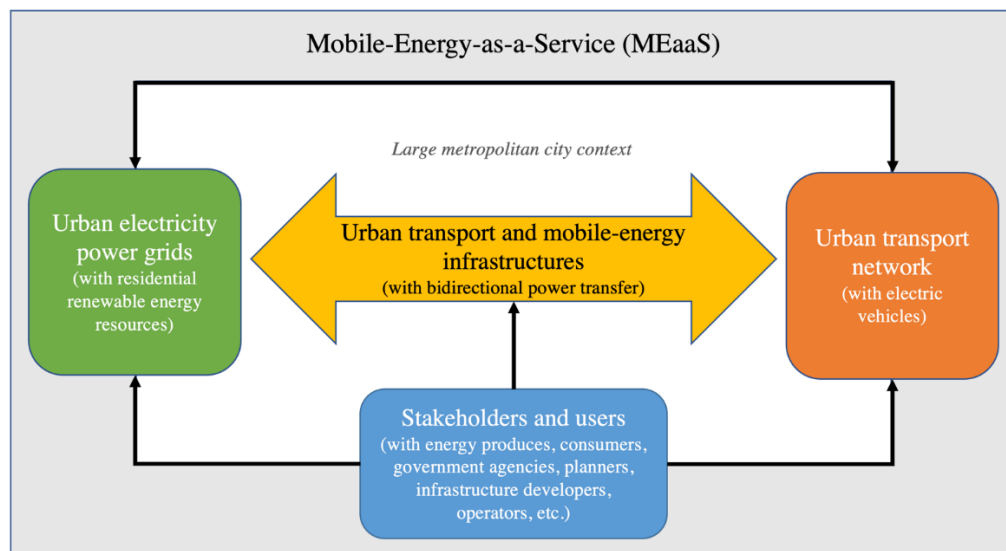 Mobile-Energy-as-a-Service (MEaaS)
Large metropolitan city context
Urban electricity
power grids
(with residential
renewable energy
resources)
Urban transport and mobile-energy
infrastructures
(with bidirectional power transfer)
Urban transport
network
(with electric
vehicles)
Stakeholders and users
(with energy produces, consumers,
government agencies, planners,
infrastructure developers,
operators, etc.)